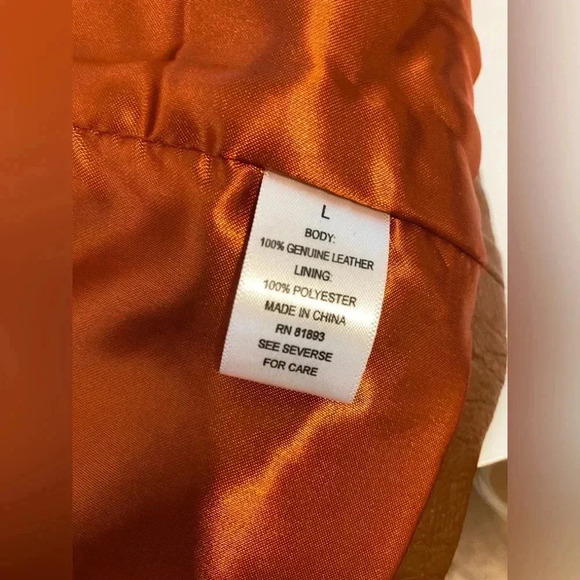 L
BODY:
100% GENUINE LEATHER
LINING:
100% POLYESTER
MADE IN CHINA
RN 81893
SEE SEVERSE
FOR CARE